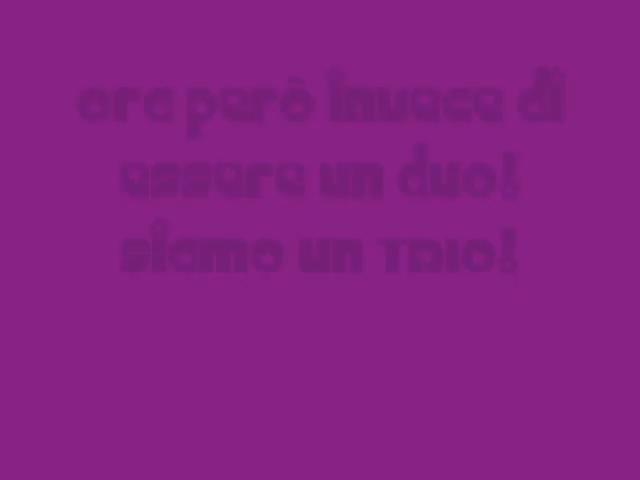 ora però invece di
essere un duo!
siamo un TRIO!